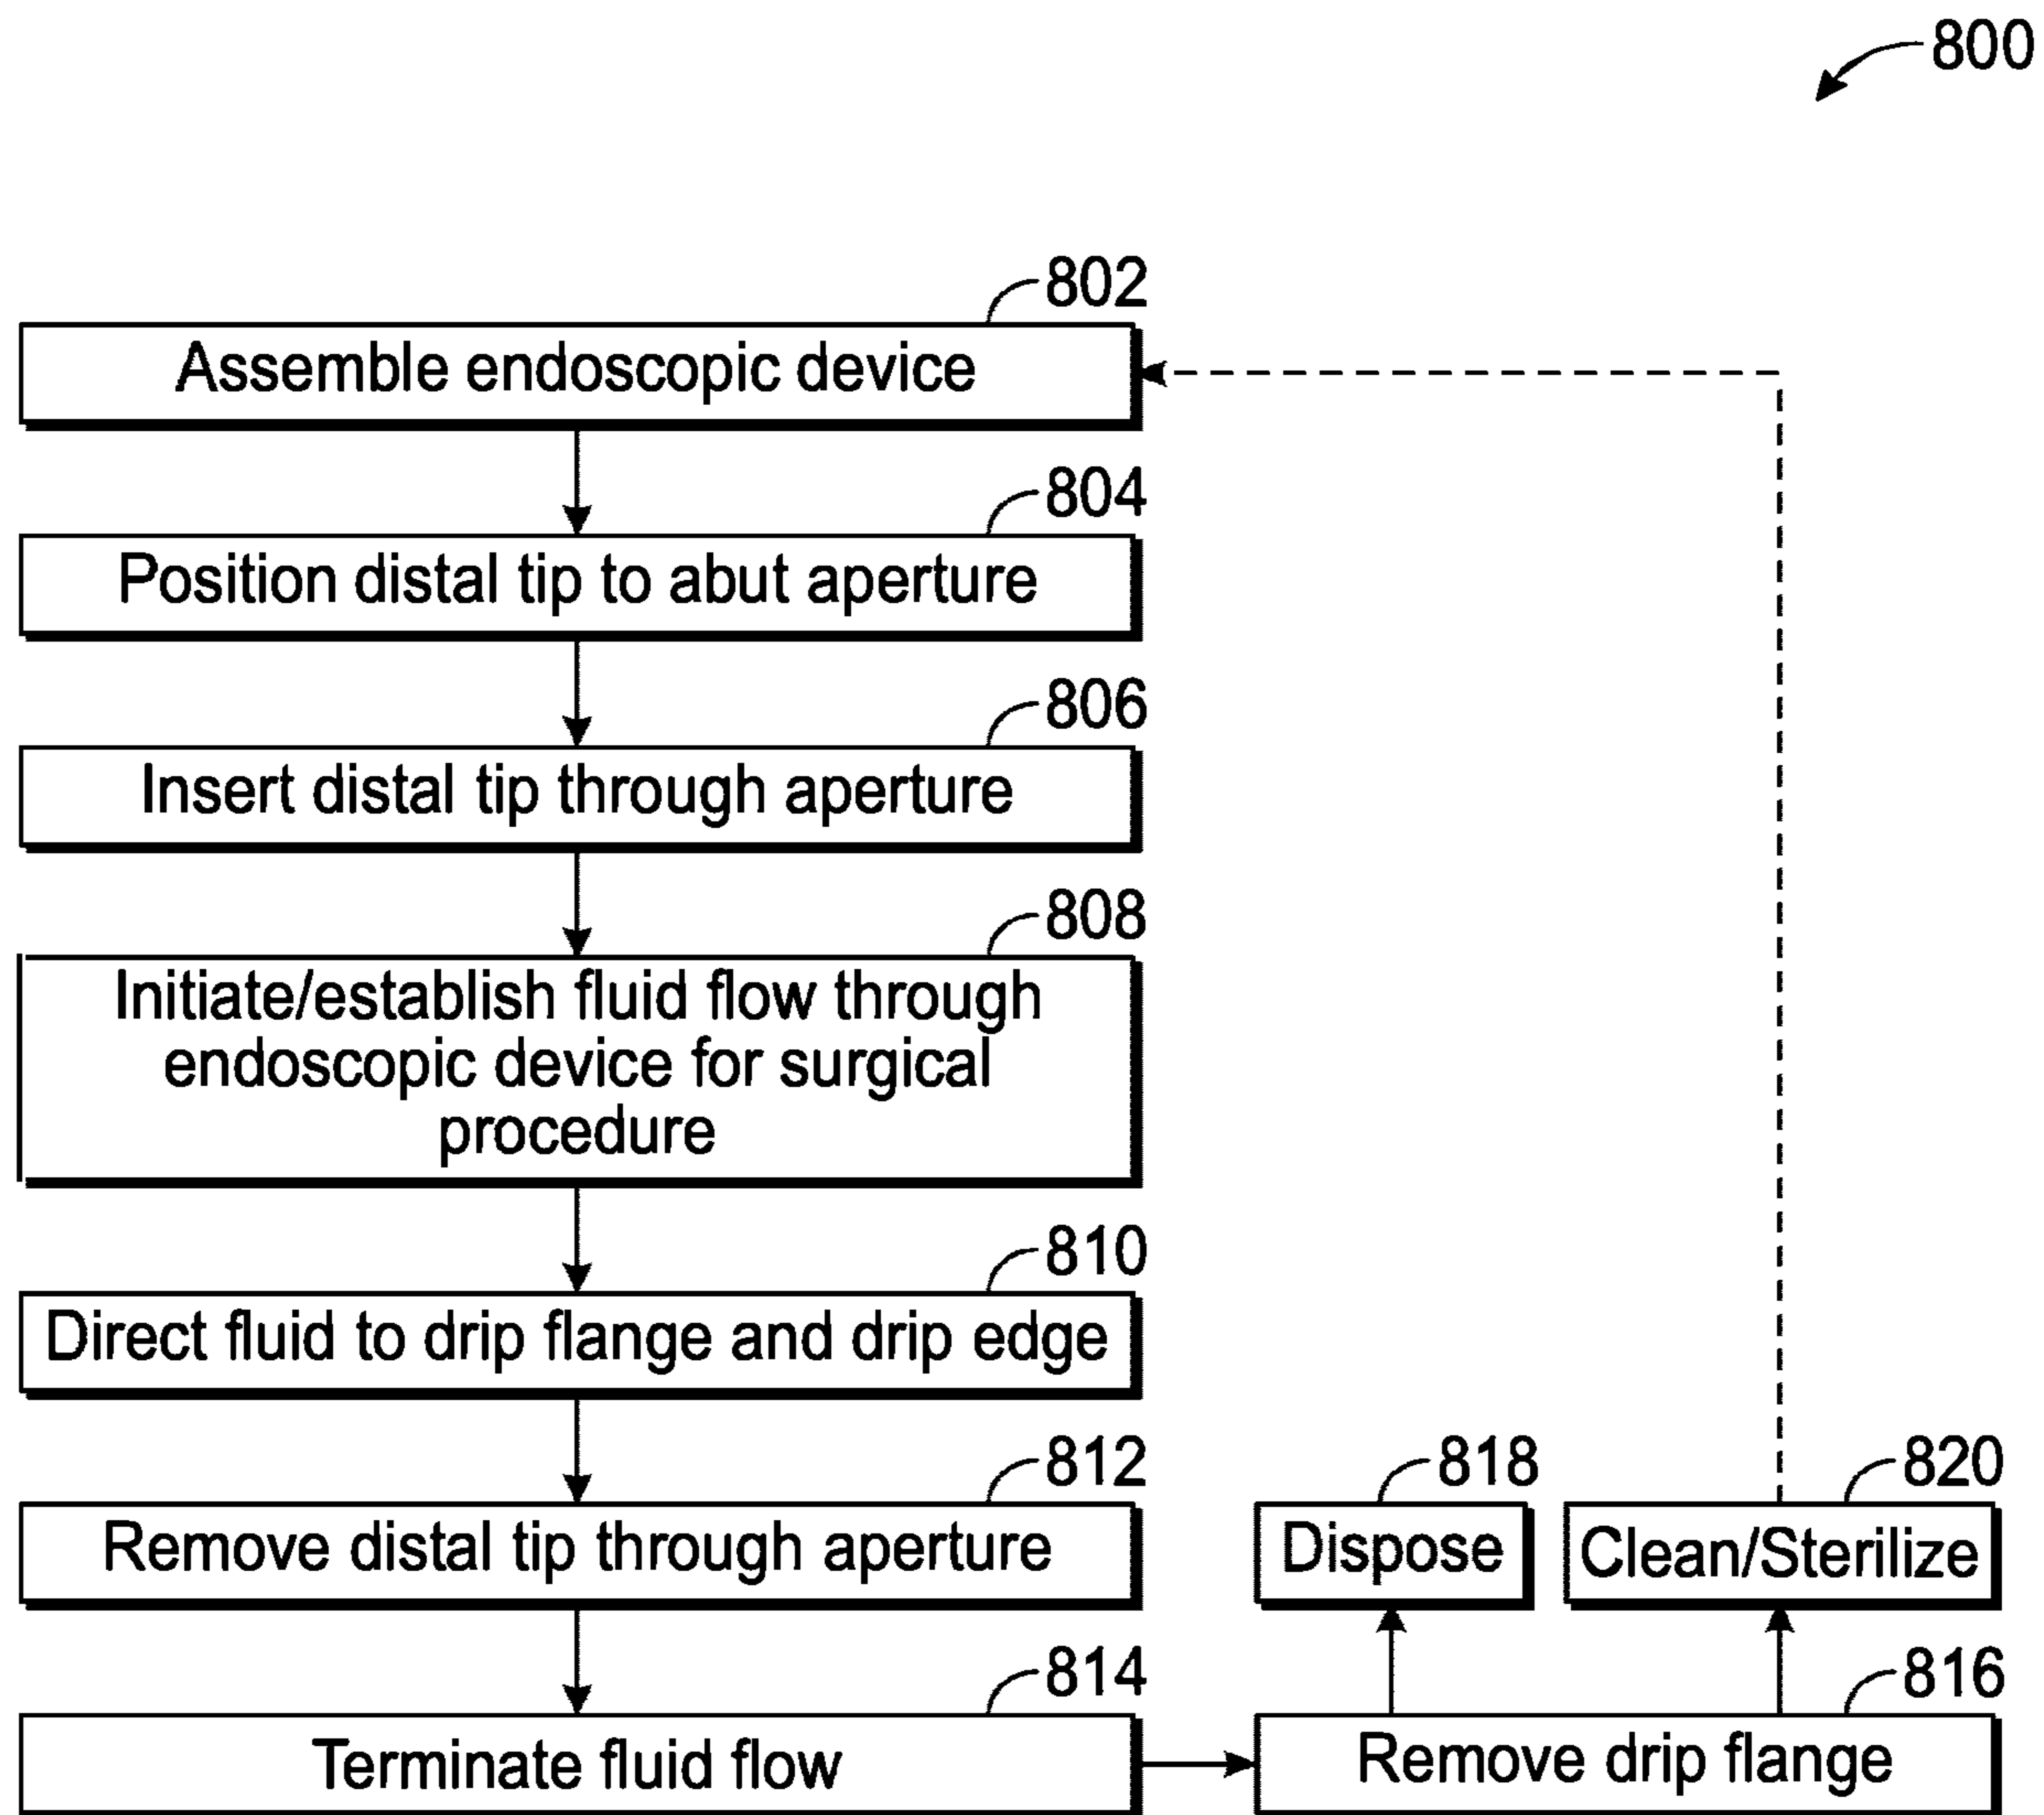 800
802
Assemble endoscopic device
804
Position distal tip to abut aperture
806
Insert distal tip through aperture
808
Initiate/establish fluid flow through
endoscopic device for surgical
procedure
810
Direct fluid to drip flange and drip edge
812
Remove distal tip through aperture
818
Dispose
820
Clean/Sterilize
814
Terminate fluid flow
816
Remove drip flange